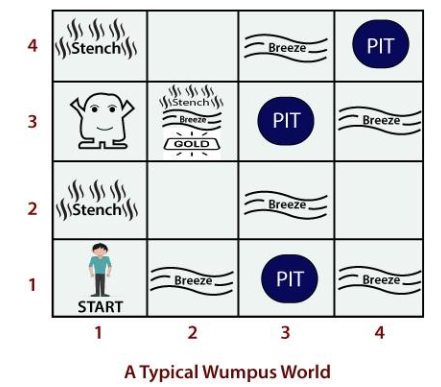 4
Stench
Breeze
PIT
3
Stench
Breeze
GOLD
PIT
Breeze
2
Stench
Breeze
1
START
Breeze
PIT
Breeze
1 2 3 4
A Typical Wumpus World